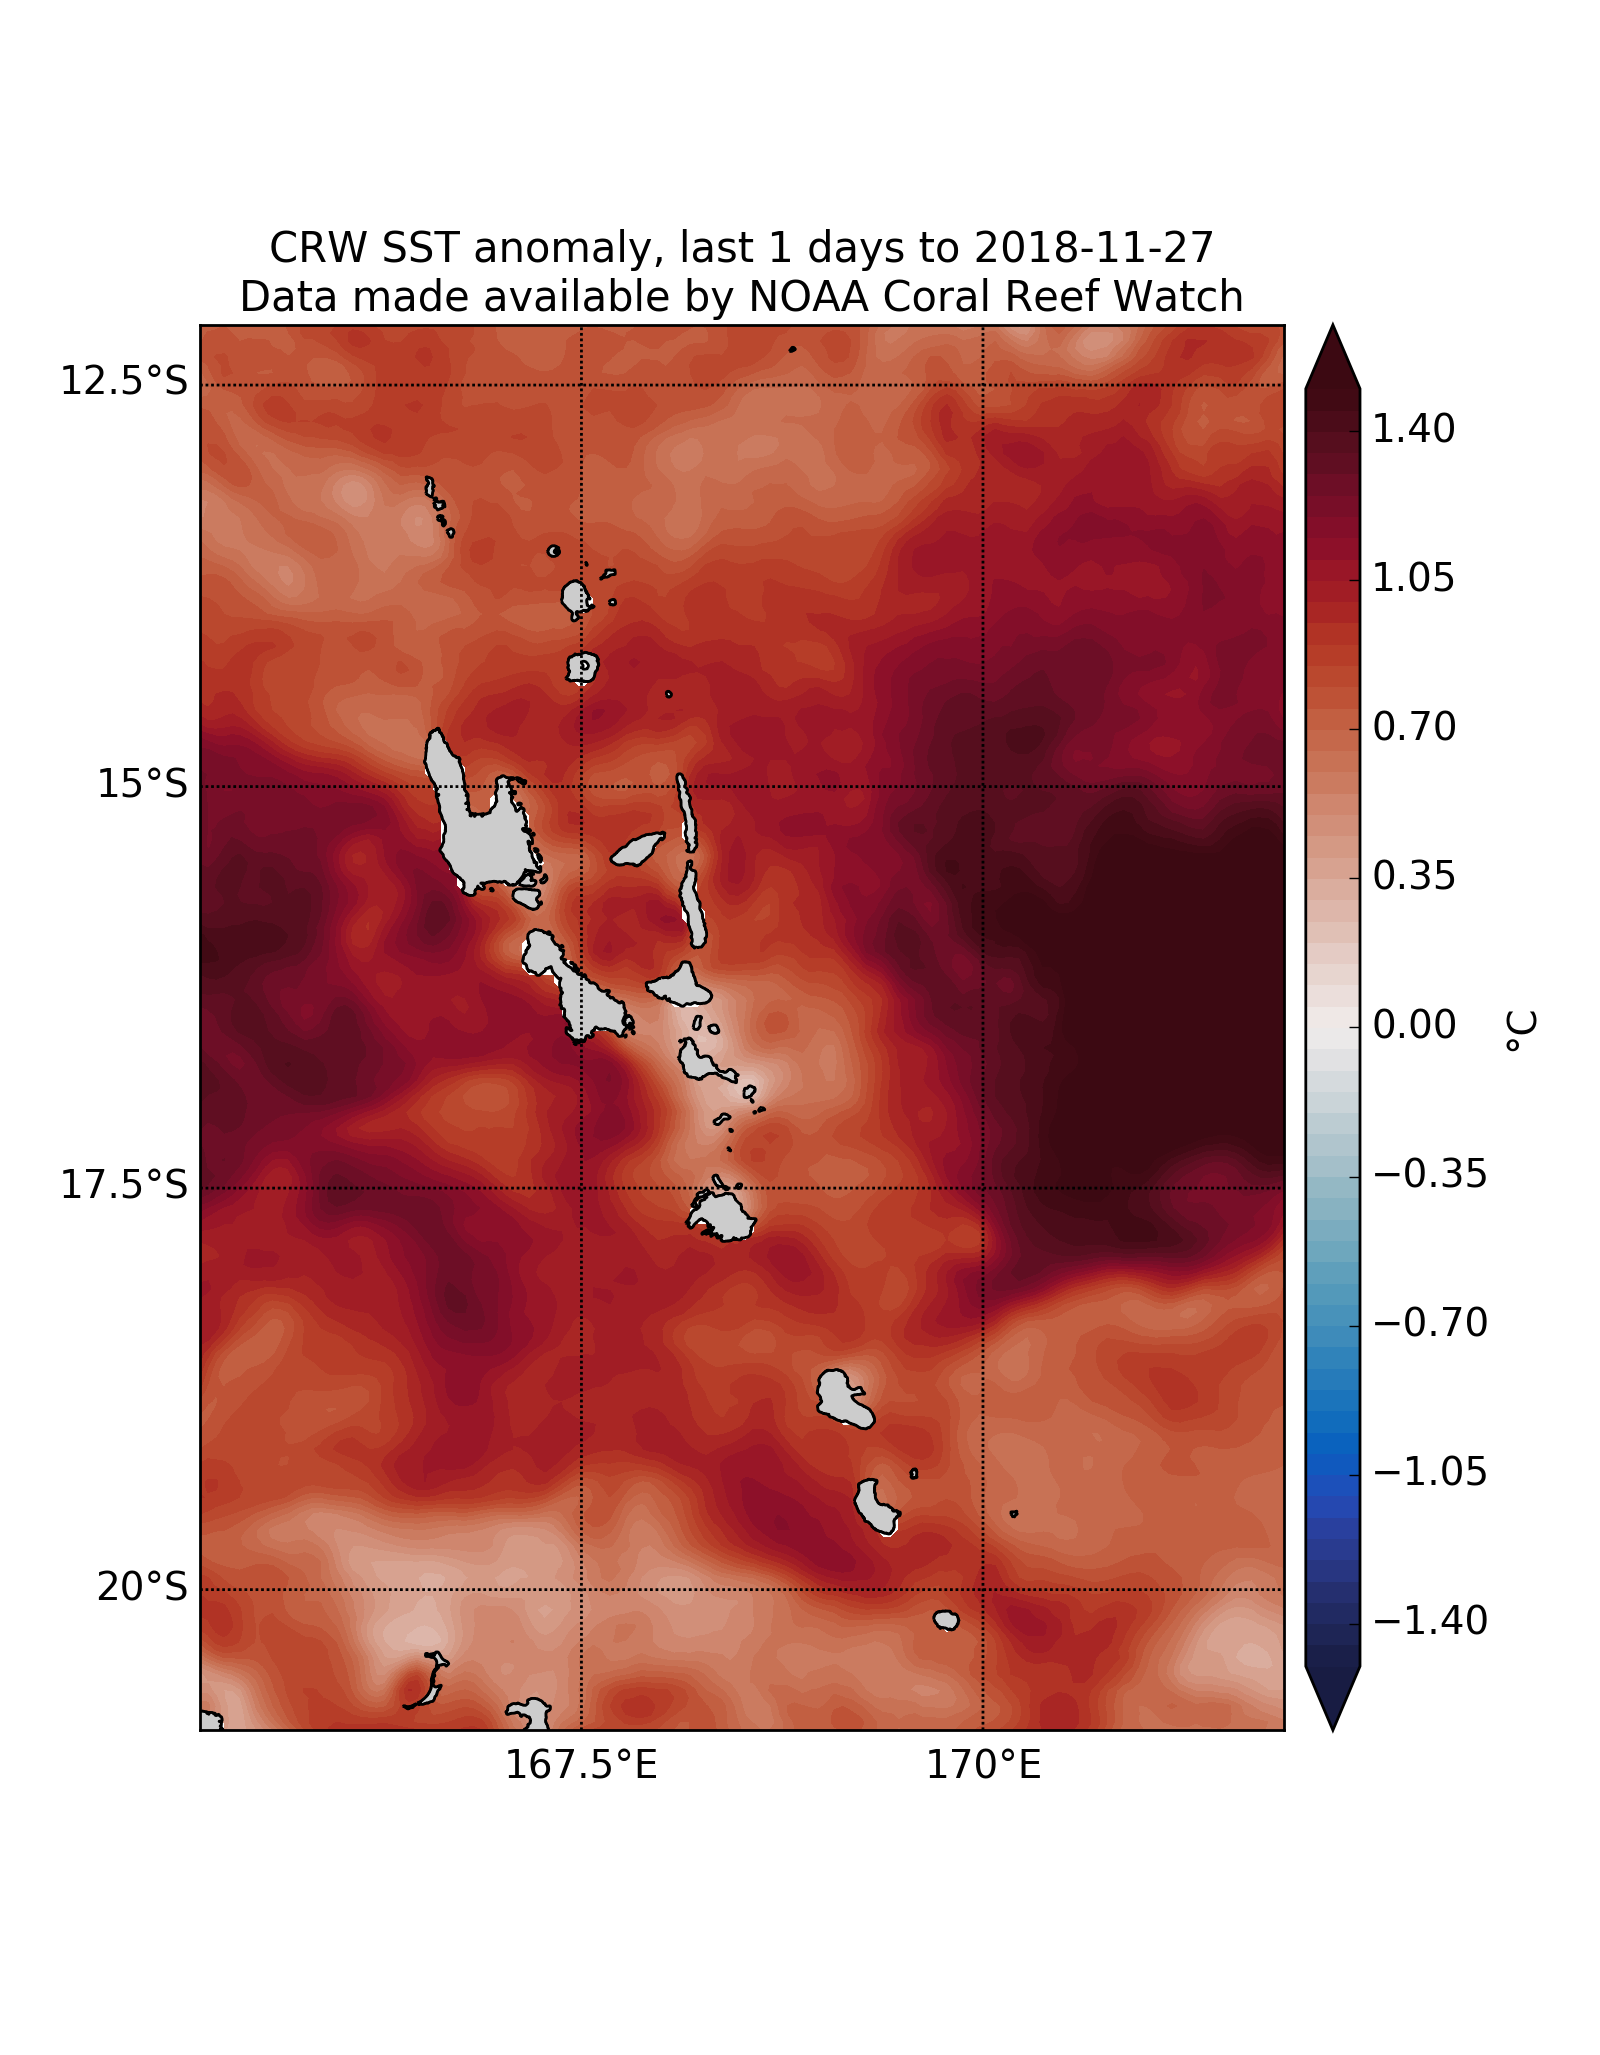 CRW SST anomaly, last 1 days to 2018-11-27
Data made available by NOAA Coral Reef Watch
12.5°S
15°S
17.5°S
20°S
167.5°E
170°E
1.40
1.05
0.70
0.35
0.00
−0.35
−0.70
−1.05
−1.40
°C